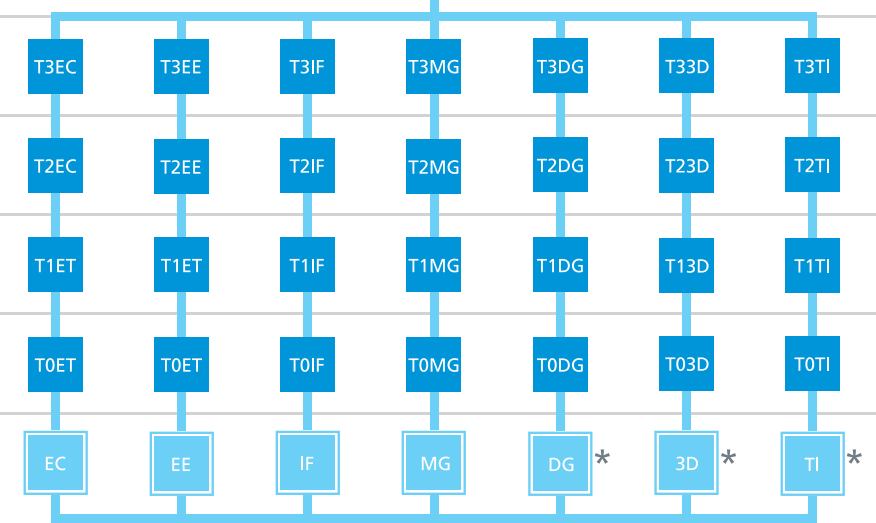 T3EC T3EE T3IF T3MG T3DG T33D T3TI
T2EC T2EE T2IF T2MG T2DG T23D T2TI
T1ET T1ET T1IF T1MG T1DG T13D T1TI
T0ET T0ET T0IF T0MG T0DG T03D T0TI
EC EE IF MG DG * 3D * TI *